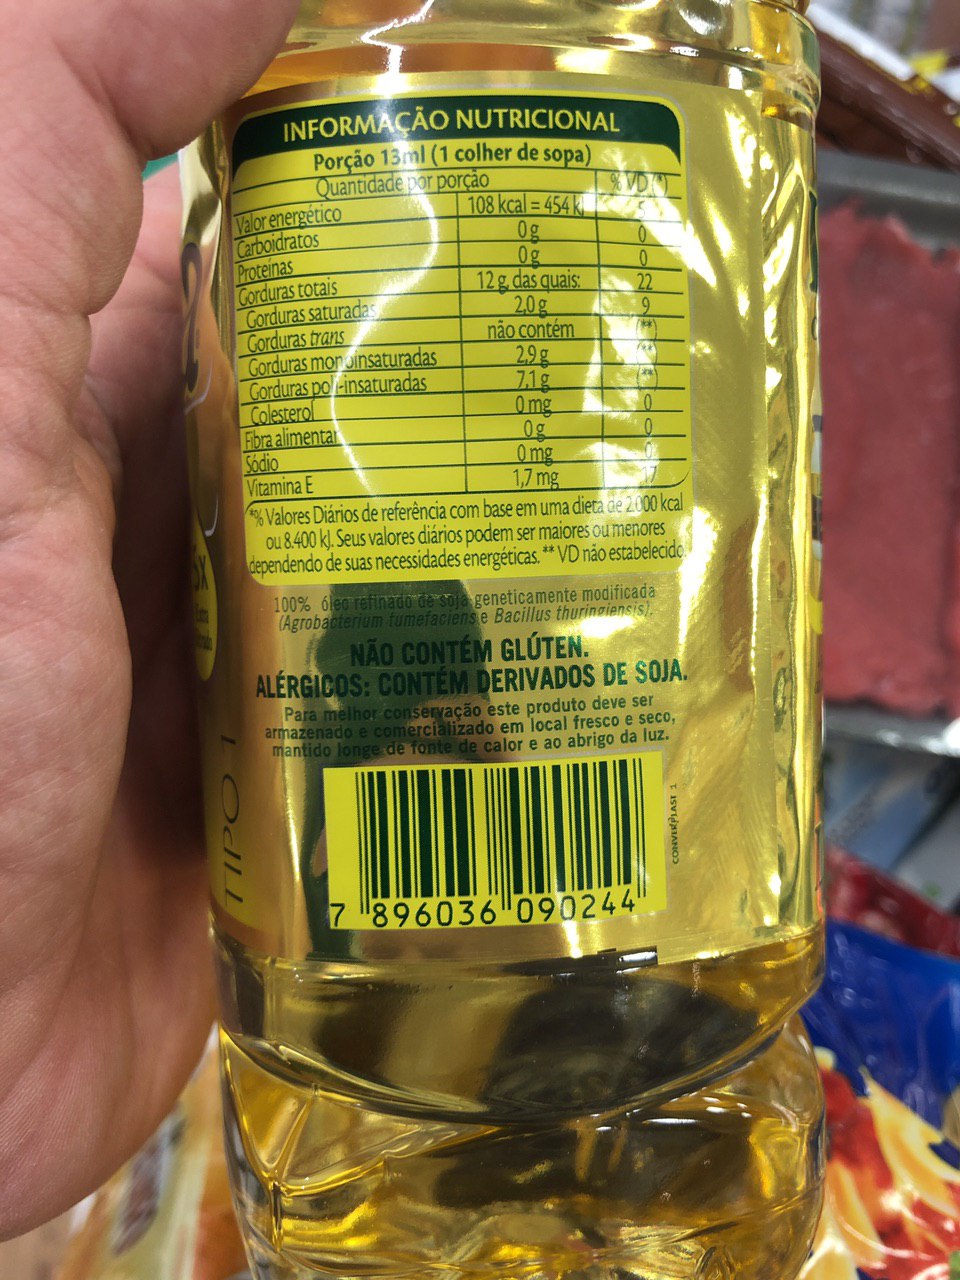 INFORMAÇÃO NUTRICIONAL
Porção 13ml (1 colher de sopa)
Quantidade por porção % VD (*)
Valor energético 108 kcal = 454 kJ 5
Carboidratos 0 g 0
Proteínas 0 g 0
Gorduras totais 12 g, das quais: 22
Gorduras saturadas 2,0 g 9
Gorduras trans não contém (**)
Gorduras monoinsaturadas 2,9 g (**)
Gorduras poli-insaturadas 7,1 g (**)
Colesterol 0 mg 0
Fibra alimentar 0 g 0
Sódio 0 mg 0
Vitamina E 1,7 mg 17
*% Valores Diários de referência com base em uma dieta de 2.000 kcal
ou 8.400 kJ. Seus valores diários podem ser maiores ou menores
dependendo de suas necessidades energéticas. ** VD não estabelecido.
100% óleo refinado de soja geneticamente modificada
(Agrobacterium tumefaciens e Bacillus thuringiensis).
NÃO CONTÉM GLÚTEN.
ALÉRGICOS: CONTÉM DERIVADOS DE SOJA.
Para melhor conservação este produto deve ser
armazenado e comercializado em local fresco e seco,
mantido longe de fonte de calor e ao abrigo da luz.
TIPO 1
CONVERPLAST 1
7 896036 090244